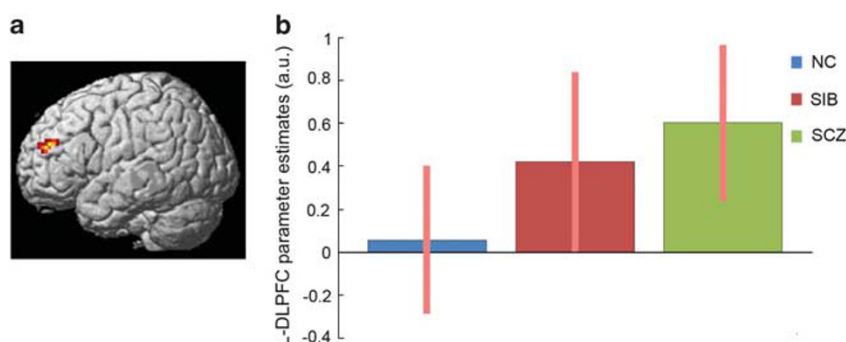 a
b
L-DLPFC parameter estimates (a.u.)
1
0.8
0.6
0.4
0.2
0
-0.2
-0.4
NC
SIB
SCZ